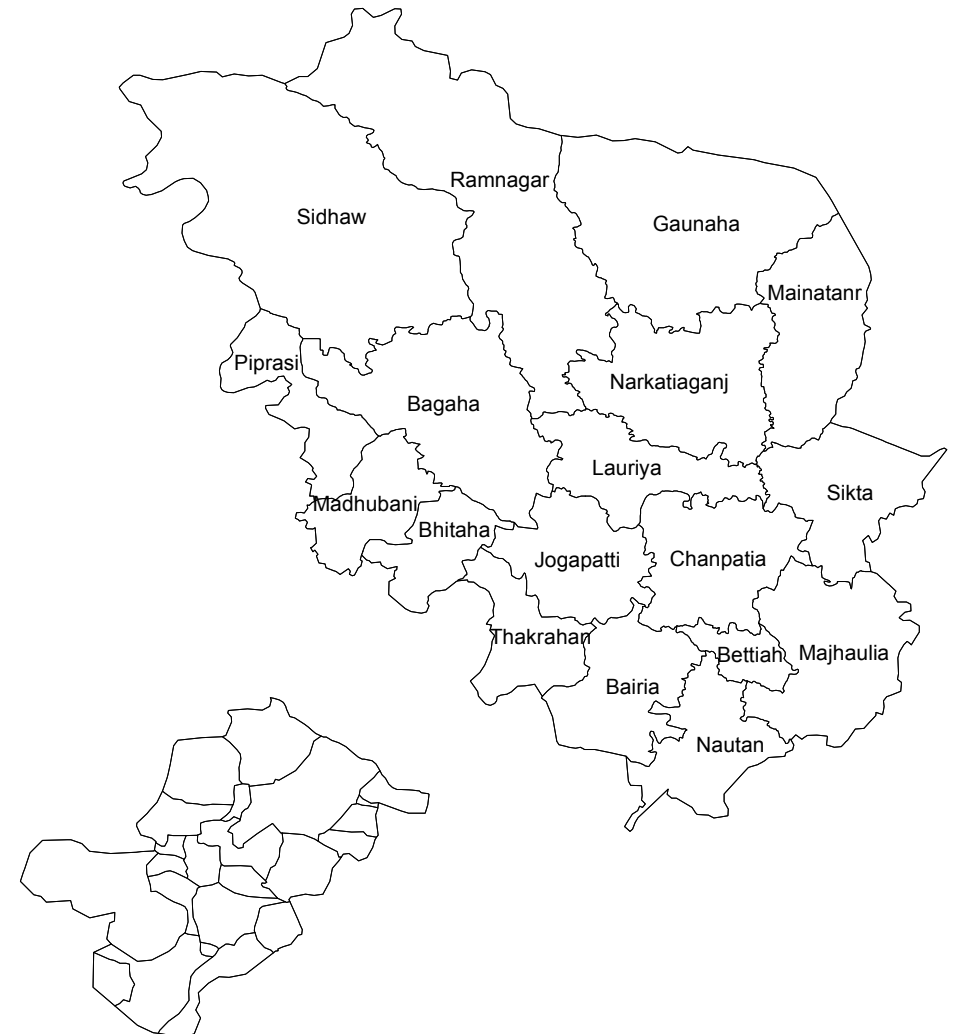 Ramnagar
Sidhaw
Gaunaha
Mainatanr
Piprasi
Narkatiaganj
Bagaha
Lauriya
Sikta
Madhubani
Bhitaha
Jogapatti
Chanpatia
Thakrahan
Bettiah
Majhaulia
Bairia
Nautan